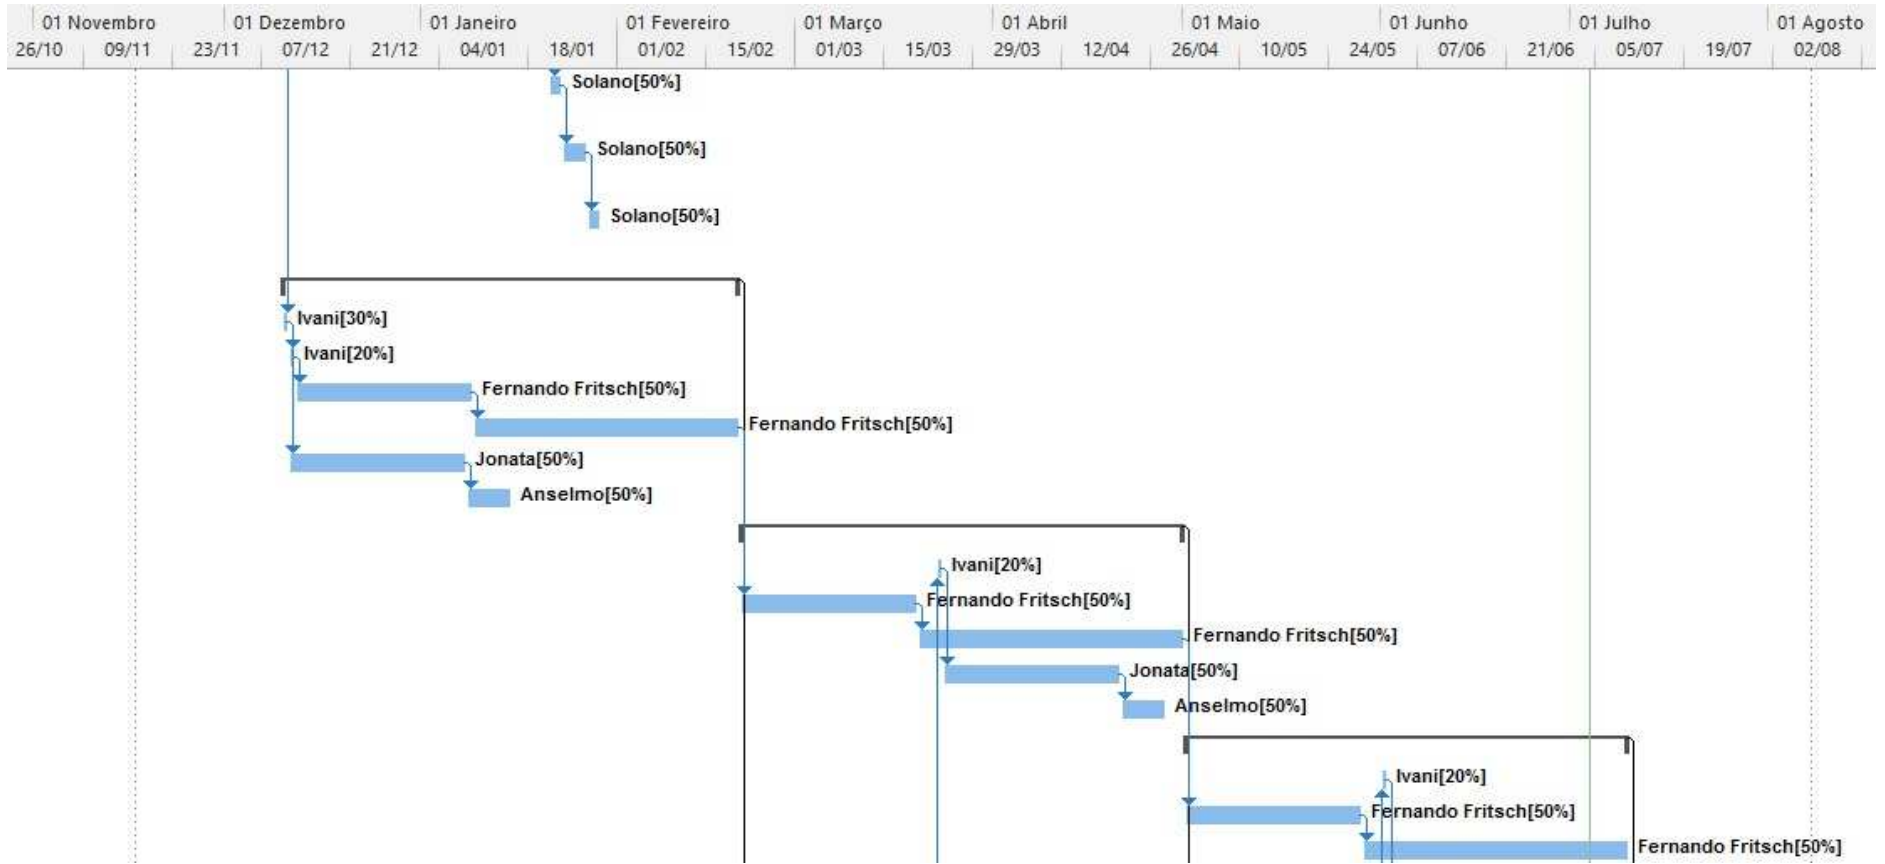 01 Novembro 01 Dezembro 01 Janeiro 01 Fevereiro 01 Março 01 Abril 01 Maio 01 Junho 01 Julho 01 Agosto
26/10 09/11 23/11 07/12 21/12 04/01 18/01 01/02 15/02 01/03 15/03 29/03 12/04 26/04 10/05 24/05 07/06 21/06 05/07 19/07 02/08
Solano[50%]
Solano[50%]
Solano[50%]
Ivani[30%]
Ivani[20%]
Fernando Fritsch[50%]
Fernando Fritsch[50%]
Jonata[50%]
Anselmo[50%]
Ivani[20%]
Fernando Fritsch[50%]
Fernando Fritsch[50%]
Jonata[50%]
Anselmo[50%]
Ivani[20%]
Fernando Fritsch[50%]
Fernando Fritsch[50%]